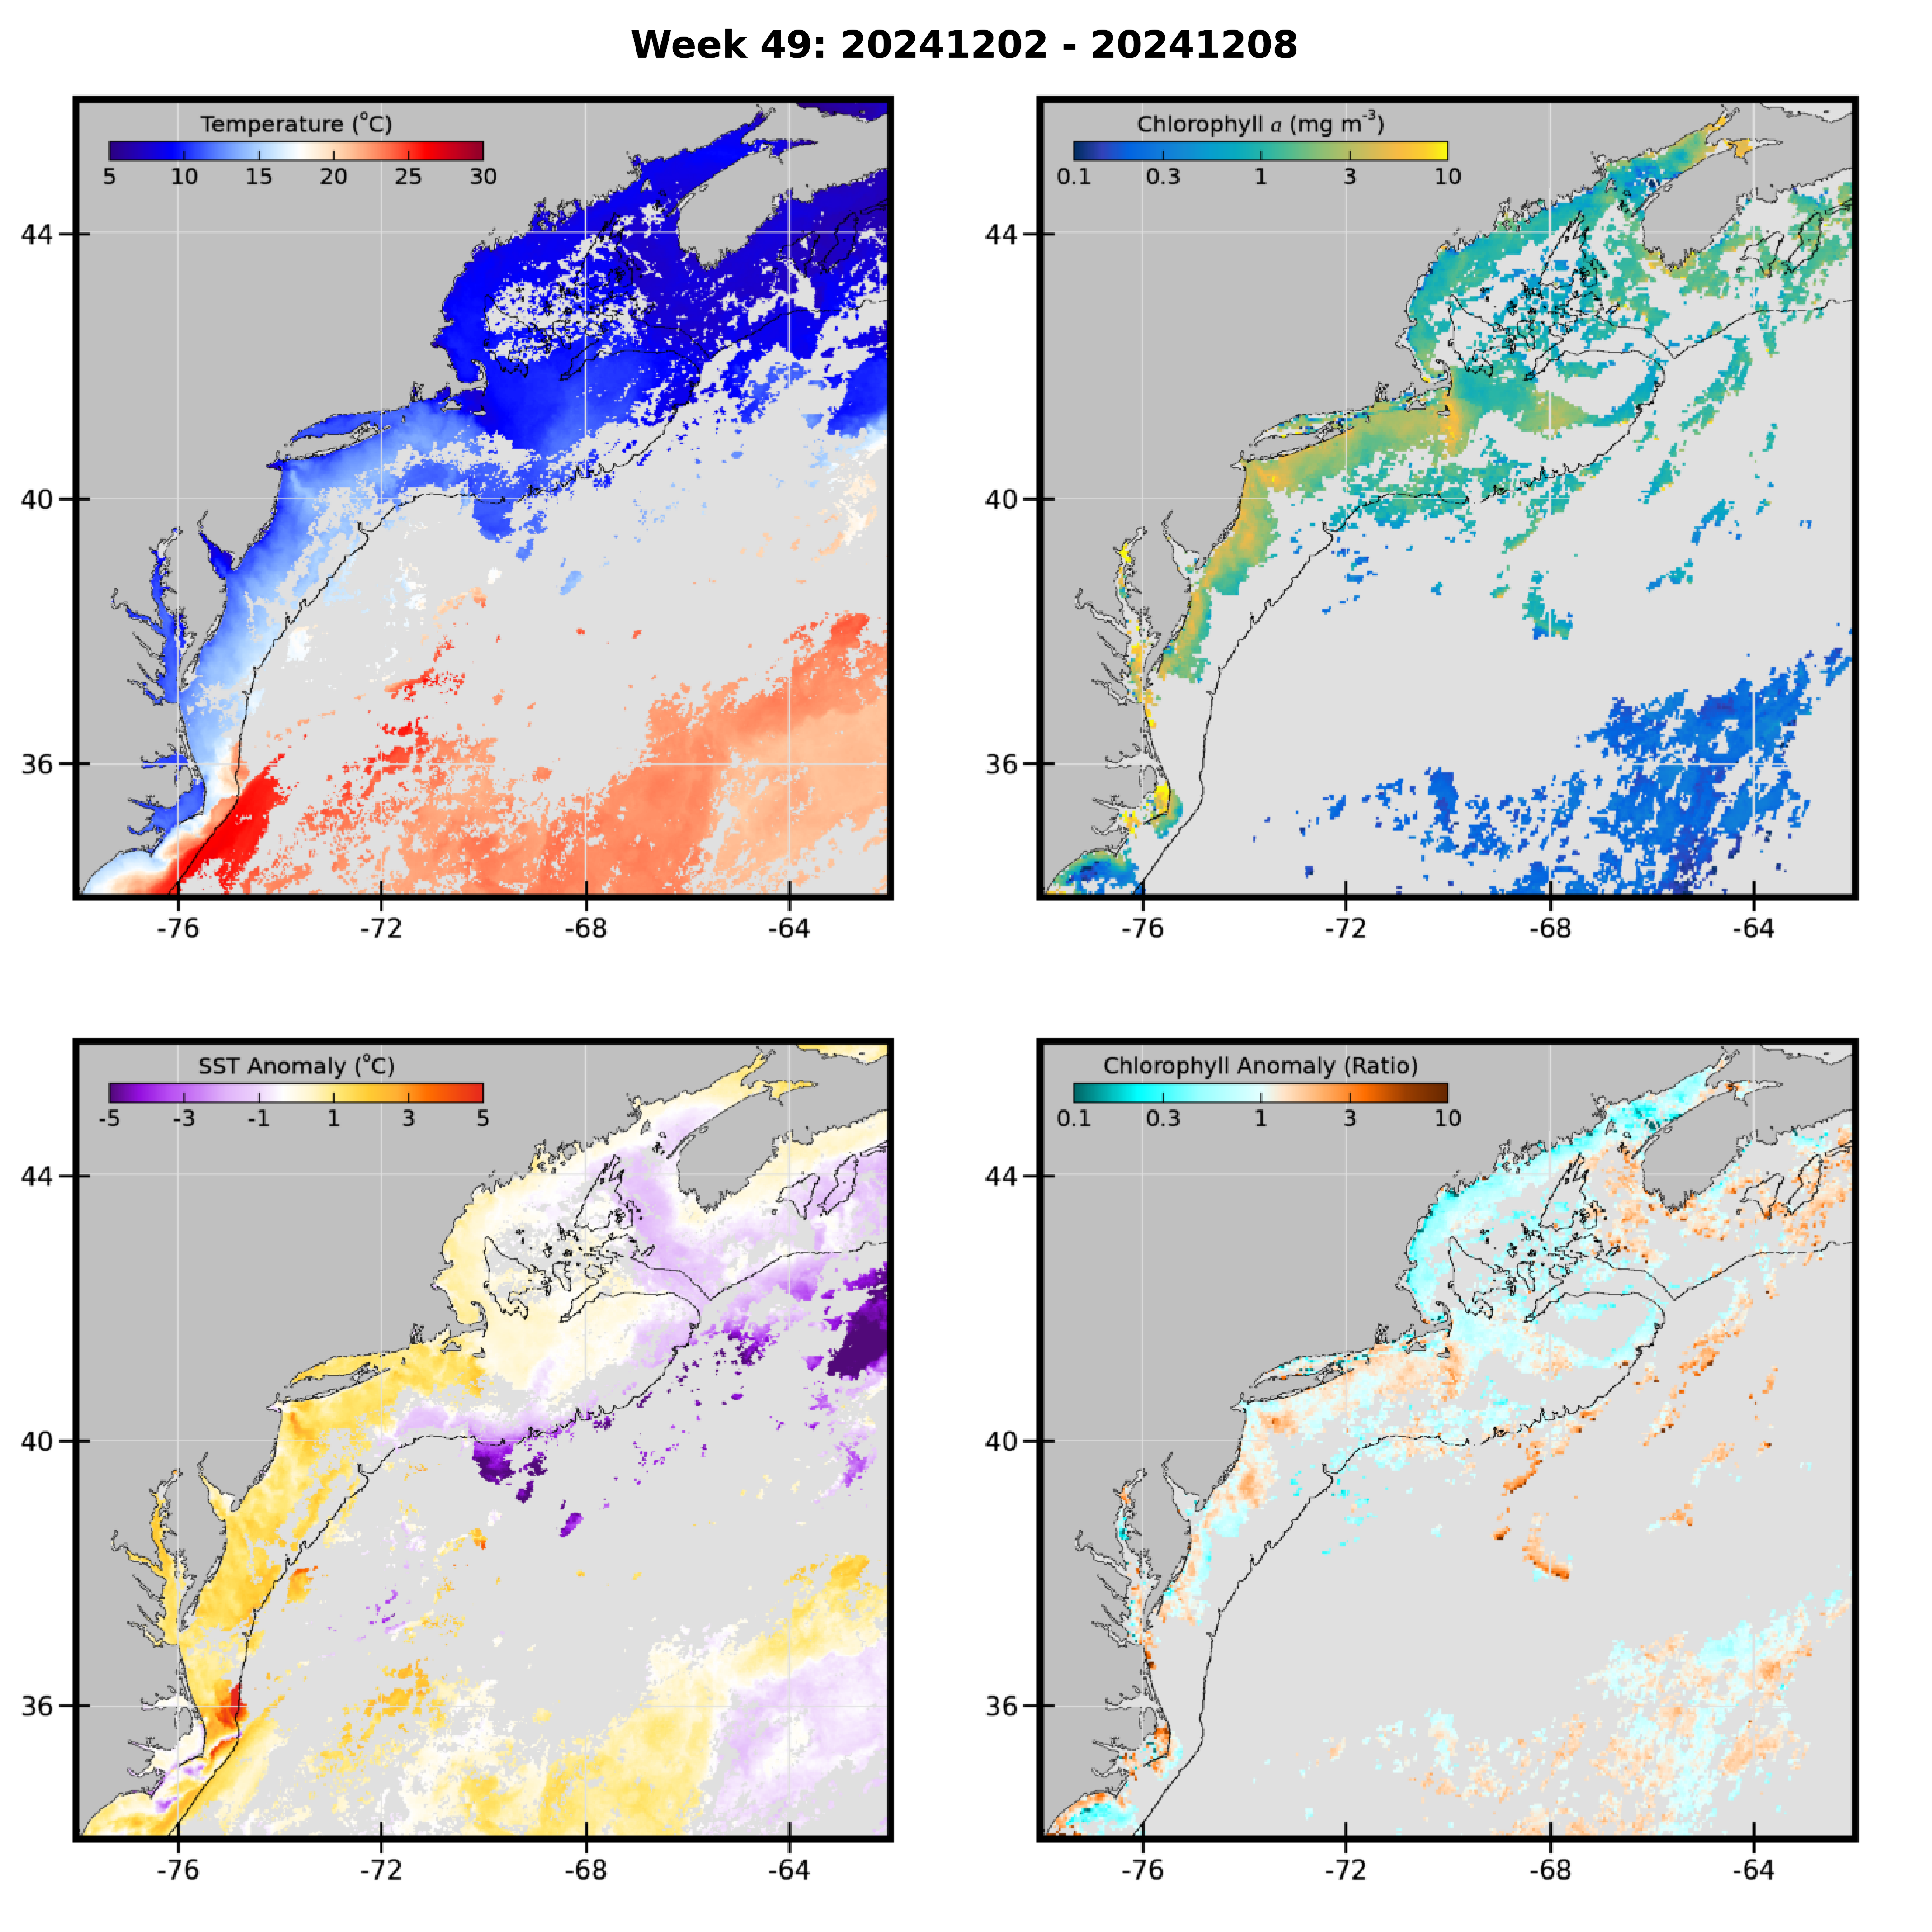 Week 49: 20241202 - 20241208
Temperature (°C)
5 10 15 20 25 30
44
40
36
-76 -72 -68 -64
Chlorophyll a (mg m⁻³)
0.1 0.3 1 3 10
44
40
36
-76 -72 -68 -64
SST Anomaly (°C)
-5 -3 -1 1 3 5
44
40
36
-76 -72 -68 -64
Chlorophyll Anomaly (Ratio)
0.1 0.3 1 3 10
44
40
36
-76 -72 -68 -64